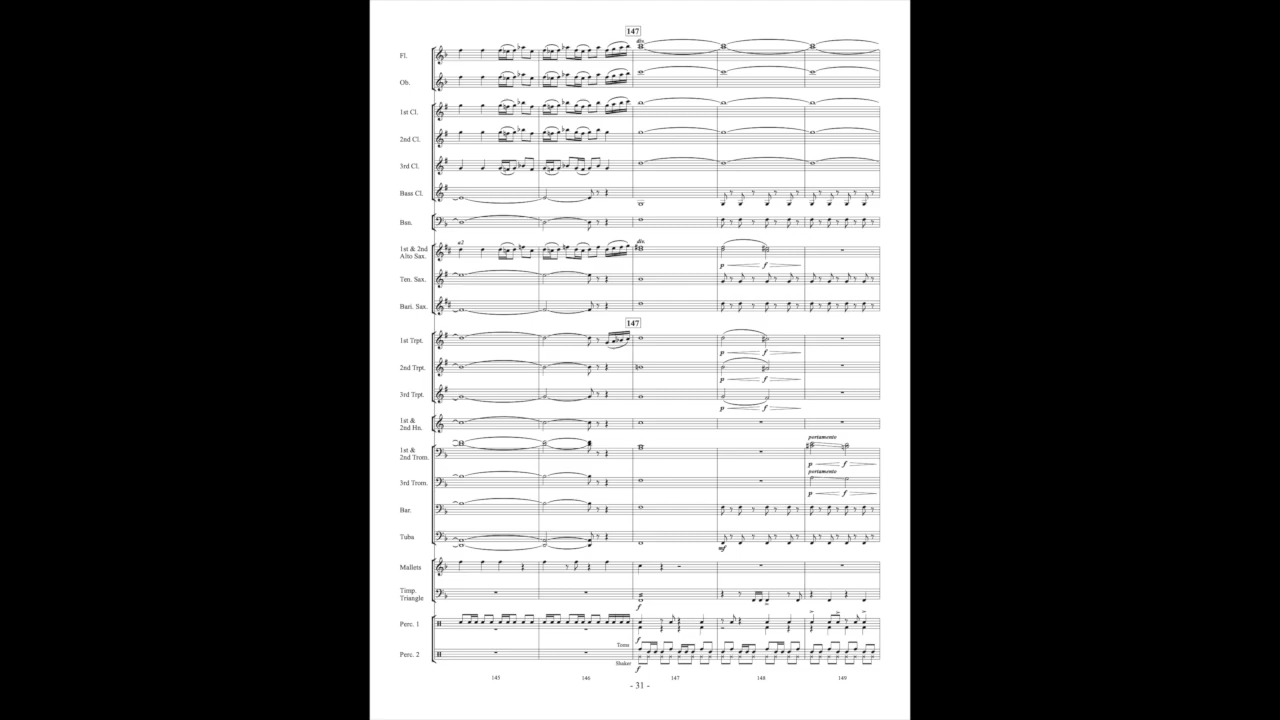 147
div.
Fl.
Ob.
1st Cl.
2nd Cl.
3rd Cl.
Bass Cl.
Bsn.
a2
div.
1st & 2nd
Alto Sax.
p f
Ten. Sax.
Bari. Sax.
147
1st Trpt.
p f
2nd Trpt.
p f
3rd Trpt.
p f
1st &
2nd Hn.
portamento
1st &
2nd Trom.
p f
portamento
3rd Trom.
p f
Bar.
Tuba
mf
Mallets
Timp.
Triangle
f
Perc. 1
f
Toms
Perc. 2
Shaker
f
145 146 147 148 149
- 31 -